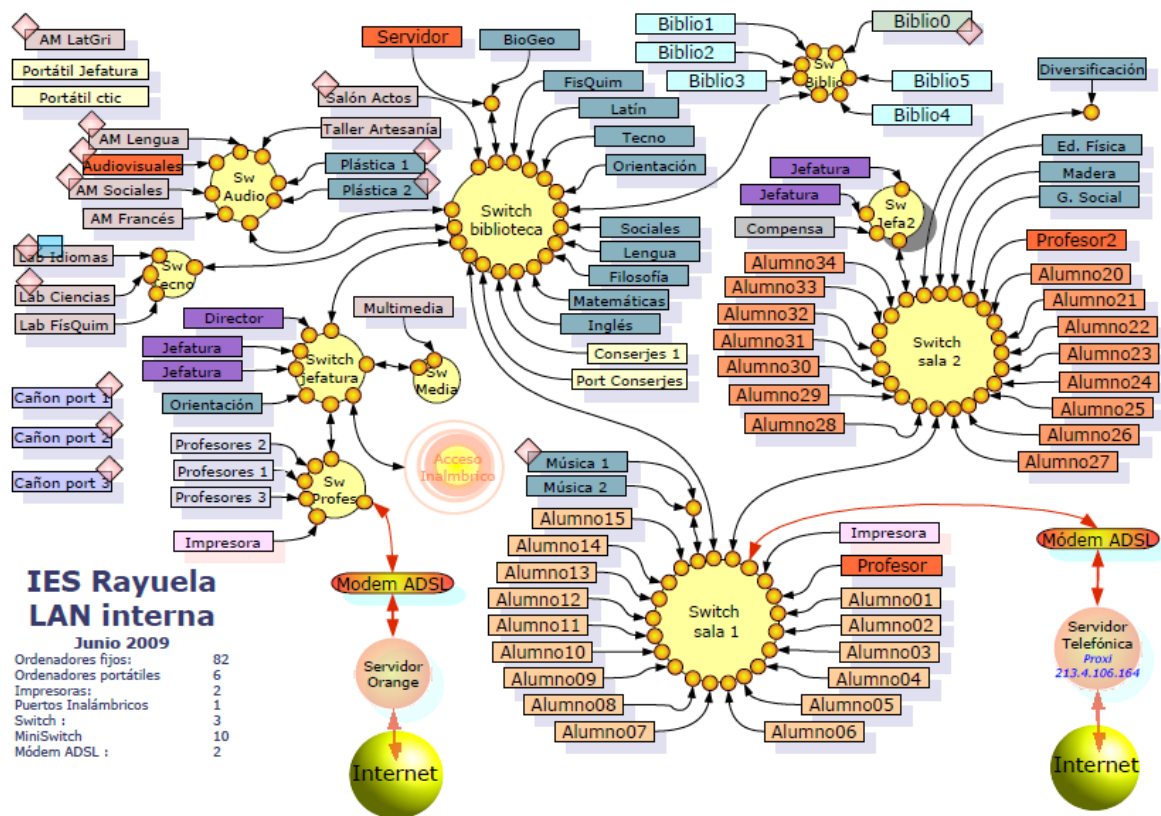 AM LatGri
Portátil Jefatura
Portátil ctic
AM Lengua
Audiovisuales
AM Sociales
AM Francés
Sw
Audio
Taller Artesanía
Plástica 1
Plástica 2
Lab Idiomas
Lab Ciencias
Lab FísQuim
Sw
Tecno
Servidor
BioGeo
Salón Actos
FisQuim
Latín
Tecno
Orientación
Switch
biblioteca
Sociales
Lengua
Filosofía
Matemáticas
Inglés
Conserjes 1
Port Conserjes
Biblio1
Biblio2
Biblio3
Sw
Biblio
Biblio0
Biblio5
Biblio4
Diversificación
Ed. Física
Madera
G. Social
Jefatura
Jefatura
Compensa
Sw
Jefa2
Profesor2
Alumno34
Alumno33
Alumno32
Alumno31
Alumno30
Alumno29
Alumno28
Switch
sala 2
Alumno20
Alumno21
Alumno22
Alumno23
Alumno24
Alumno25
Alumno26
Alumno27
Director
Jefatura
Jefatura
Orientación
Switch
jefatura
Multimedia
Sw
Media
Cañon port 1
Cañon port 2
Cañon port 3
Profesores 2
Profesores 1
Profesores 3
Impresora
Sw
Profes
Acceso
Inalmbrico
Música 1
Música 2
Alumno15
Alumno14
Alumno13
Alumno12
Alumno11
Alumno10
Alumno09
Alumno08
Alumno07
Switch
sala 1
Impresora
Profesor
Alumno01
Alumno02
Alumno03
Alumno04
Alumno05
Alumno06
Modem ADSL
Servidor
Orange
Internet
Módem ADSL
Servidor
Telefónica
Proxi
213.4.106.164
Internet
IES Rayuela
LAN interna
Junio 2009
Ordenadores fijos: 82
Ordenadores portátiles 6
Impresoras: 2
Puertos Inalámbricos 1
Switch : 3
MiniSwitch 10
Módem ADSL : 2